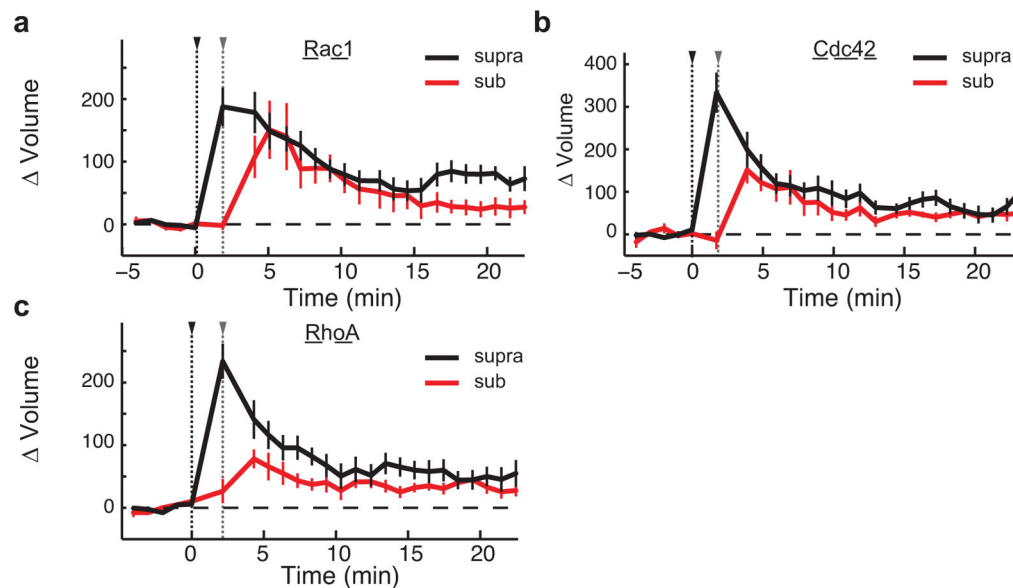 a
Rac1
supra
sub
Δ Volume
200
100
0
−5 0 5 10 15 20
Time (min)
b
Cdc42
supra
sub
Δ Volume
400
300
200
100
0
−5 0 5 10 15 20
Time (min)
c
RhoA
supra
sub
Δ Volume
200
100
0
0 5 10 15 20
Time (min)